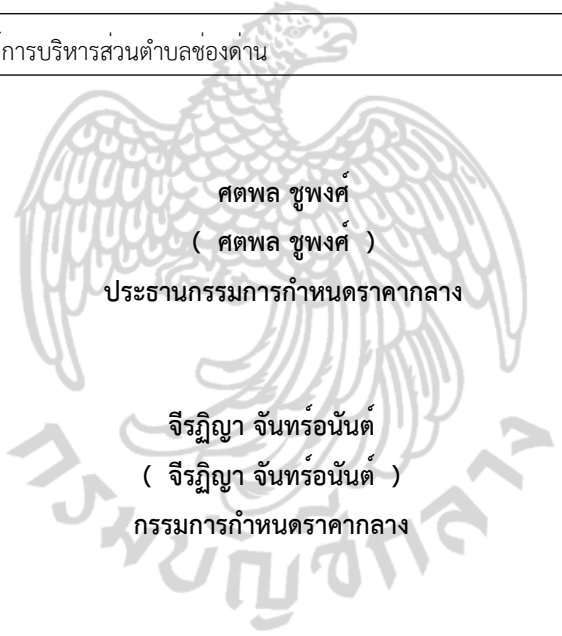 การบริหารส่วนตำบลช่องด่าน
ศตพล ชูพงศ์
( ศตพล ชูพงศ์ )
ประธานกรรมการกำหนดราคากลาง
จีรฏิญา จันทร์อนันต์
( จีรฏิญา จันทร์อนันต์ )
กรรมการกำหนดราคากลาง
กรมบัญชีกลาง